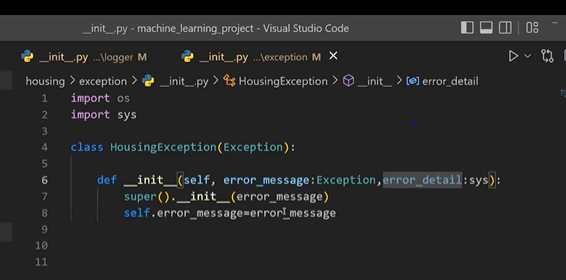 __init__.py - machine_learning_project - Visual Studio Code
__init__.py ...\logger M __init__.py ...\exception M
housing > exception > __init__.py > HousingException > __init__ > error_detail
1 import os
2 import sys
3
4 class HousingException(Exception):
5
6 def __init__(self, error_message:Exception,error_detail:sys):
7 super().__init__(error_message)
8 self.error_message=error_message
9
10
11